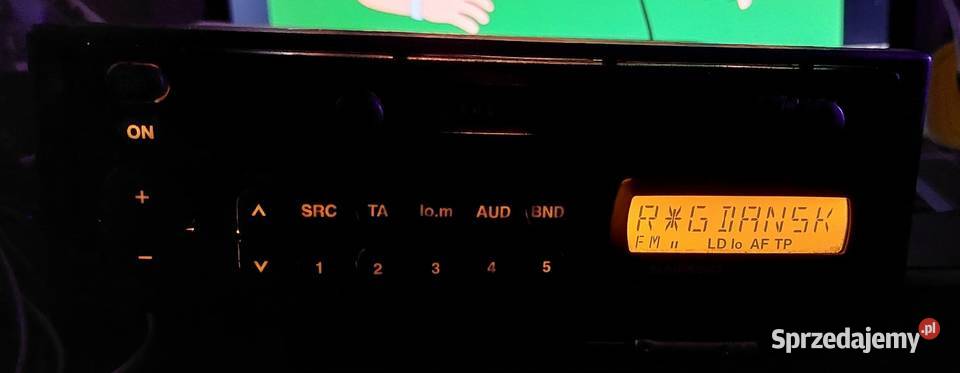 ON
+
−
SRC TA lo.m AUD BND
1 2 3 4 5
R*GDANSK
FM " LD lo AF TP
Sprzedajemy.pl